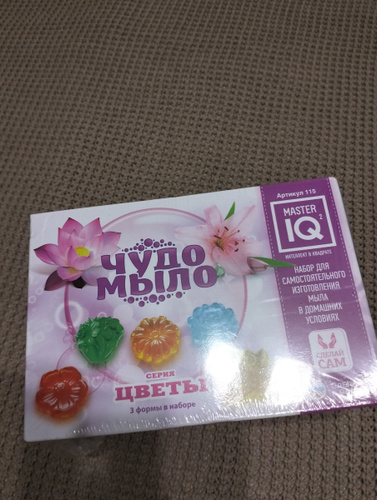 Артикул 115
MASTER
IQ²
ИНТЕЛЛЕКТ В КВАДРАТЕ
НАБОР ДЛЯ
САМОСТОЯТЕЛЬНОГО
ИЗГОТОВЛЕНИЯ
МЫЛА
В ДОМАШНИХ
УСЛОВИЯХ
СДЕЛАЙ
САМ
ЧУДО
МЫЛО
СЕРИЯ
ЦВЕТЫ
3 формы в наборе